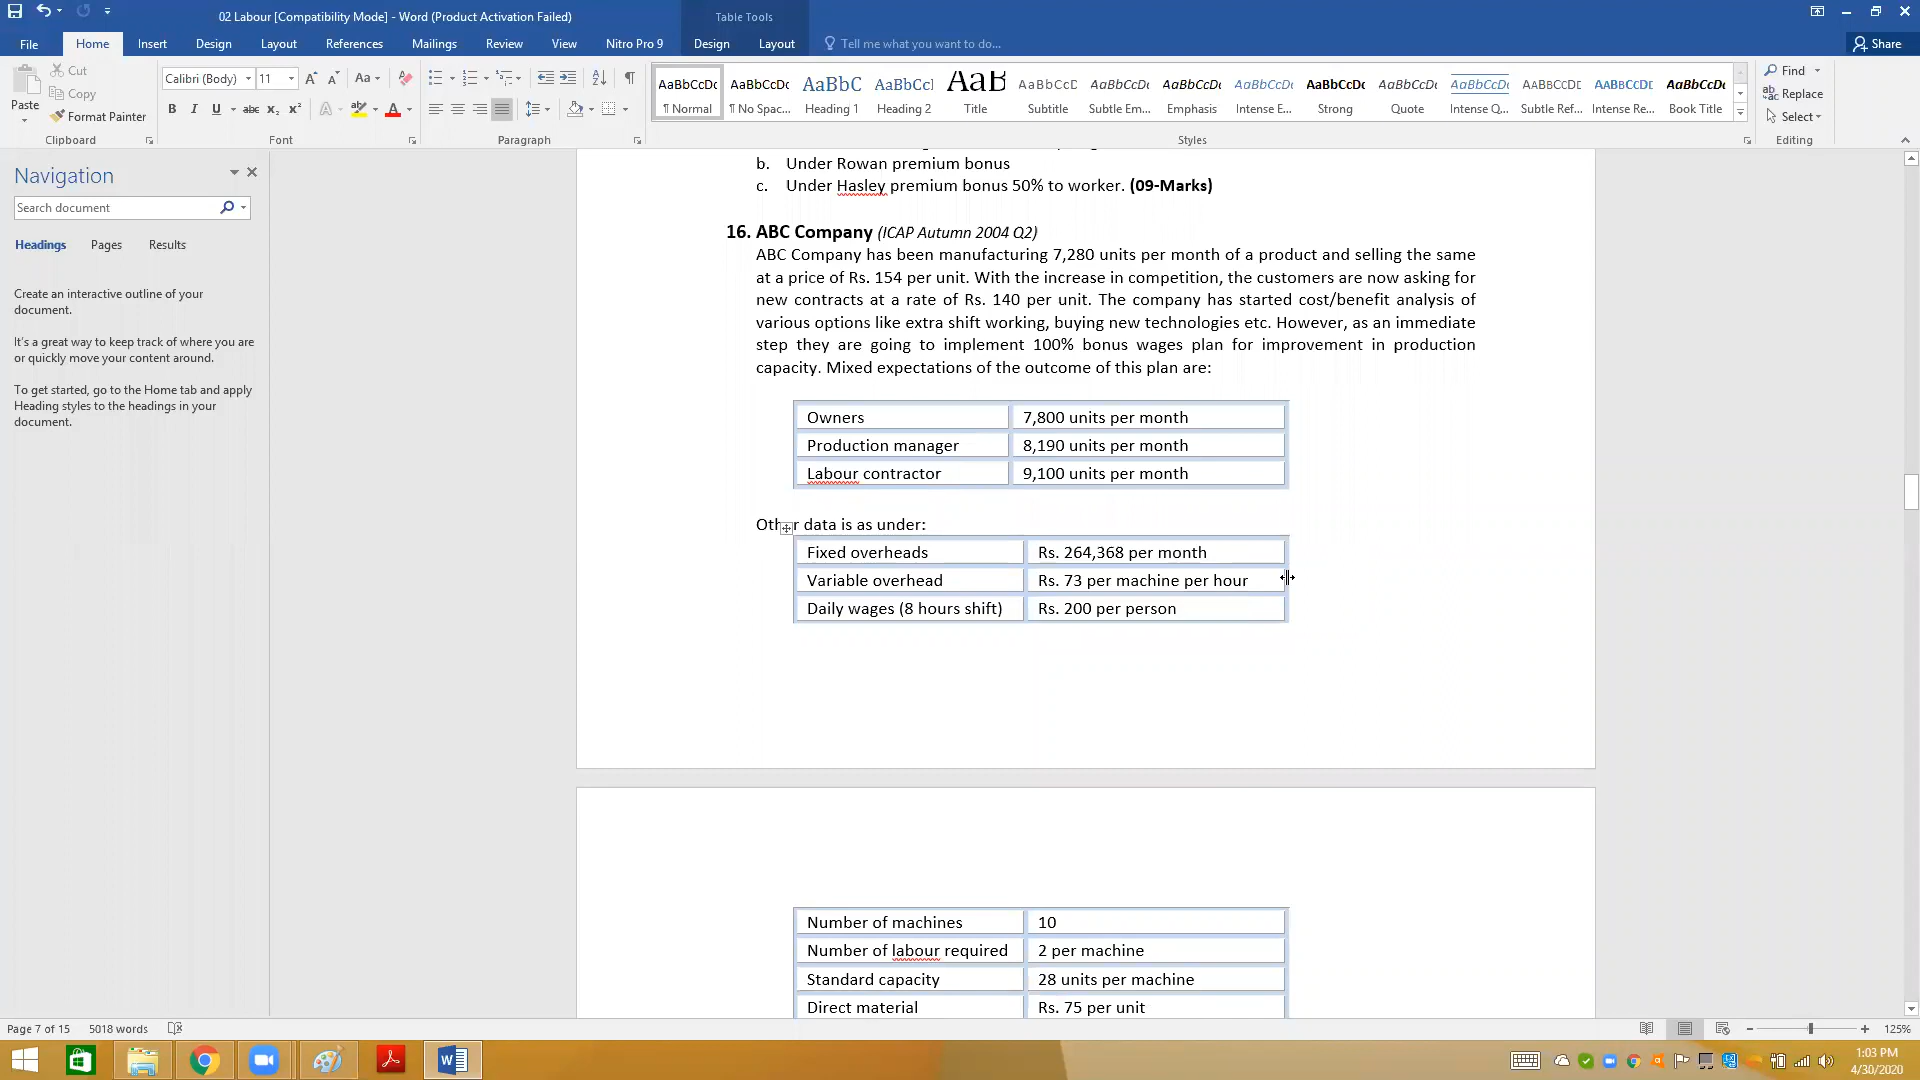 02 Labour [Compatibility Mode] - Word (Product Activation Failed)
Table Tools
File Home Insert Design Layout References Mailings Review View Nitro Pro 9 Design Layout Tell me what you want to do... Share
Paste
Cut
Copy
Format Painter
Calibri (Body) 11
AaBbCcDc AaBbCcDc AaBbC AaBbCcI AaB AaBbCcDc AaBbCcDc AaBbCcDc AaBbCcDc AaBbCcDc AaBbCcDc AaBbCcDc AaBbCcDc AaBbCcDc AaBbCcDc
¶ Normal ¶ No Spac... Heading 1 Heading 2 Title Subtitle Subtle Em... Emphasis Intense E... Strong Quote Intense Q... Subtle Ref... Intense Re... Book Title
Find
Replace
Select
Clipboard Font Paragraph Styles Editing
Navigation
Search document
Headings Pages Results
Create an interactive outline of your
document.
It's a great way to keep track of where you are
or quickly move your content around.
To get started, go to the Home tab and apply
Heading styles to the headings in your
document.
b. Under Rowan premium bonus
c. Under Hasley premium bonus 50% to worker. (09-Marks)
16. ABC Company (ICAP Autumn 2004 Q2)
ABC Company has been manufacturing 7,280 units per month of a product and selling the same
at a price of Rs. 154 per unit. With the increase in competition, the customers are now asking for
new contracts at a rate of Rs. 140 per unit. The company has started cost/benefit analysis of
various options like extra shift working, buying new technologies etc. However, as an immediate
step they are going to implement 100% bonus wages plan for improvement in production
capacity. Mixed expectations of the outcome of this plan are:
Owners 7,800 units per month
Production manager 8,190 units per month
Labour contractor 9,100 units per month
Other data is as under:
Fixed overheads Rs. 264,368 per month
Variable overhead Rs. 73 per machine per hour
Daily wages (8 hours shift) Rs. 200 per person
Number of machines 10
Number of labour required 2 per machine
Standard capacity 28 units per machine
Direct material Rs. 75 per unit
Page 7 of 15 5018 words
125%
1:03 PM
4/30/2020